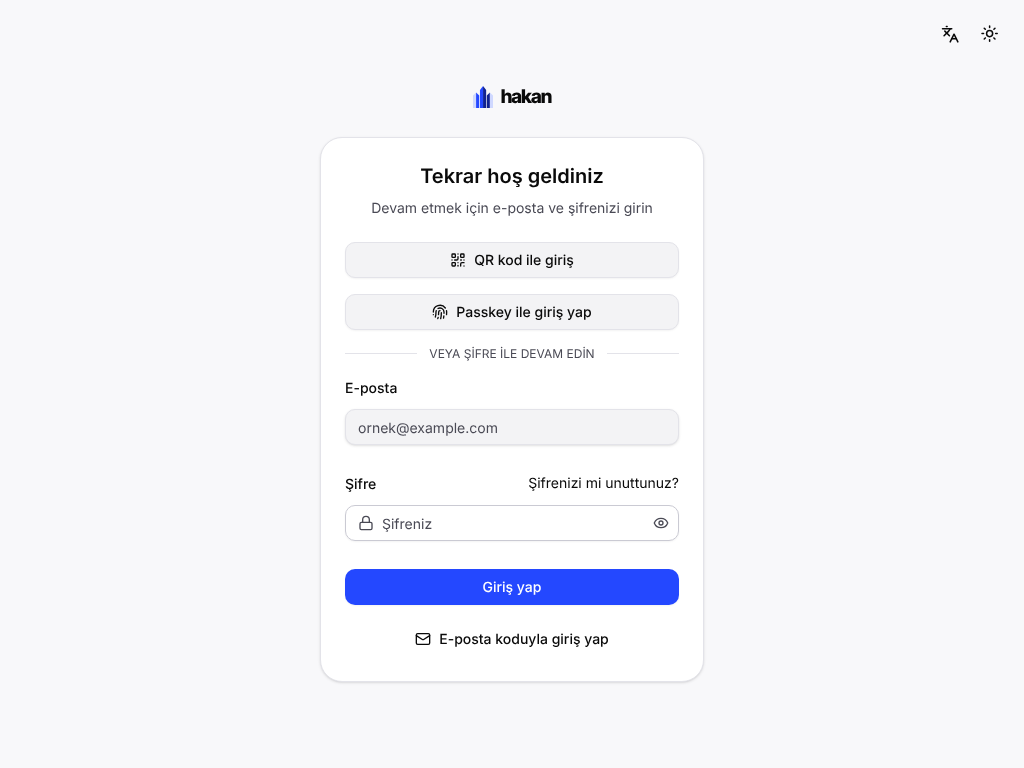 hakan
Tekrar hoş geldiniz
Devam etmek için e-posta ve şifrenizi girin
QR kod ile giriş
Passkey ile giriş yap
VEYA ŞİFRE İLE DEVAM EDİN
E-posta
ornek@example.com
Şifre
Şifrenizi mi unuttunuz?
Şifreniz
Giriş yap
E-posta koduyla giriş yap